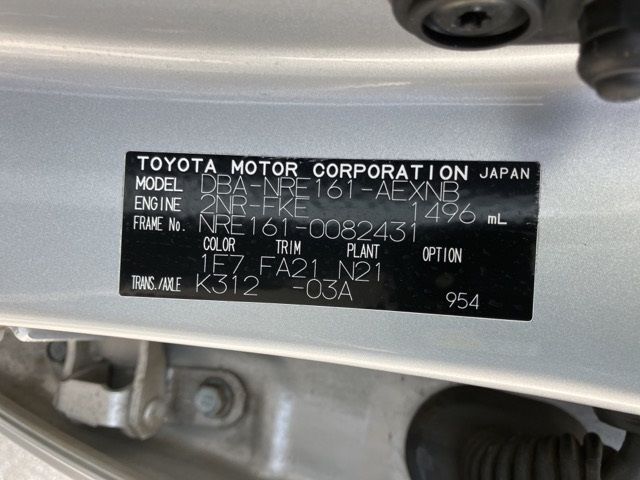 TOYOTA MOTOR CORPORATION JAPAN
MODEL DBA-NRE161-AEXNB
ENGINE 2NR-FKE 1496 mL
FRAME No. NRE161-0082431
COLOR TRIM PLANT OPTION
1F7 FA21 N21
TRANS./AXLE K312 -03A 954